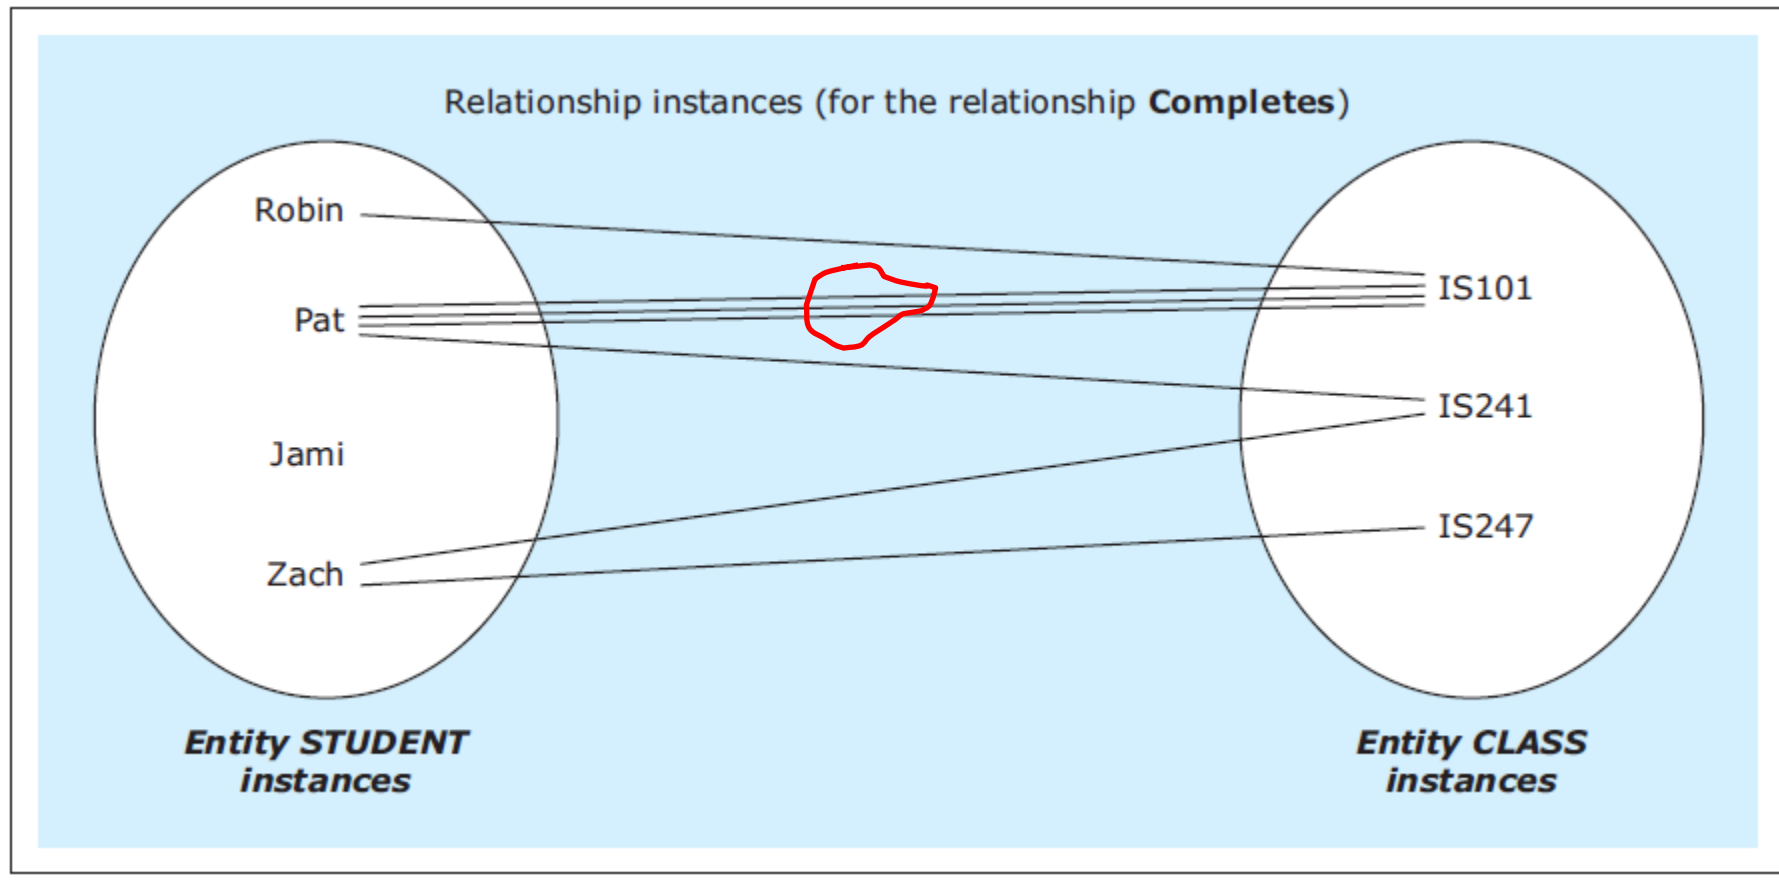 Relationship instances (for the relationship Completes)
Robin
Pat
Jami
Zach
IS101
IS241
IS247
Entity STUDENT
instances
Entity CLASS
instances